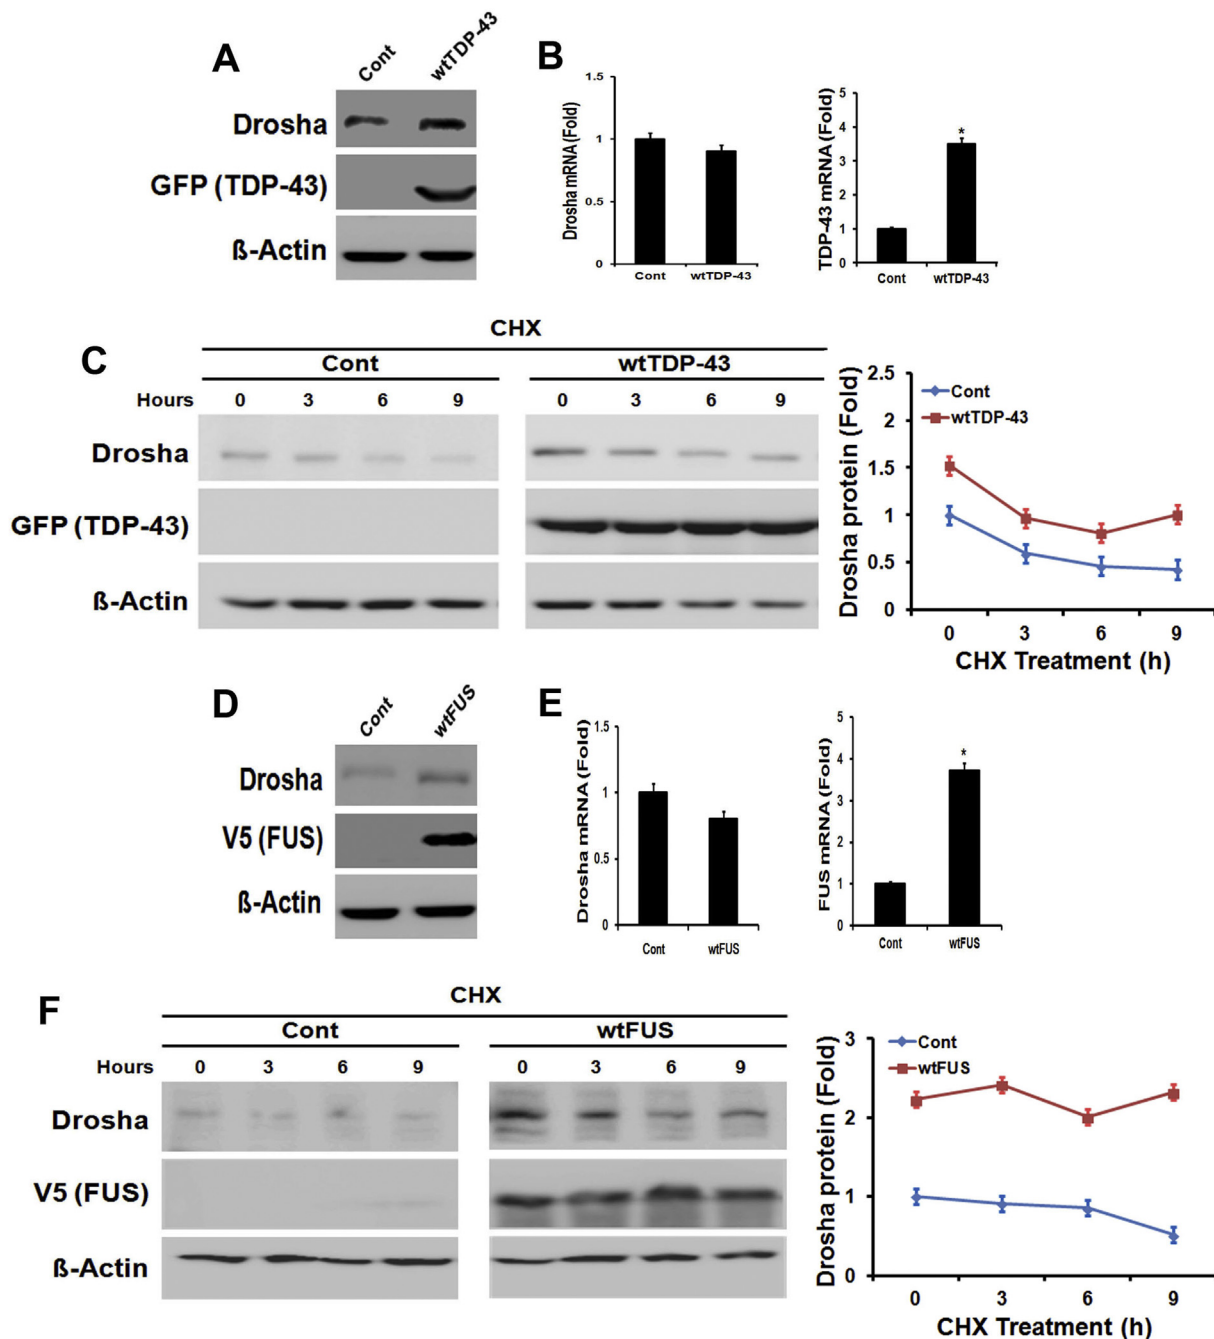 A
Cont
wtTDP-43
Drosha
GFP (TDP-43)
ß-Actin
B
Drosha mRNA (Fold)
1.5
1
0.5
0
Cont
wtTDP-43
TDP-43 mRNA (Fold)
5
4
3
2
1
0
*
Cont
wtTDP-43
C
CHX
Cont
wtTDP-43
Hours
0 3 6 9
0 3 6 9
Drosha
GFP (TDP-43)
ß-Actin
Drosha protein (Fold)
2.5
2
1.5
1
0.5
0
Cont
wtTDP-43
0 3 6 9
CHX Treatment (h)
D
Cont
wtFUS
Drosha
V5 (FUS)
ß-Actin
E
Drosha mRNA (Fold)
1.5
1
0.5
0
Cont
wtFUS
FUS mRNA (Fold)
5
4
3
2
1
0
*
Cont
wtFUS
F
CHX
Cont
wtFUS
Hours
0 3 6 9
0 3 6 9
Drosha
V5 (FUS)
ß-Actin
Drosha protein (Fold)
3
2
1
0
Cont
wtFUS
0 3 6 9
CHX Treatment (h)